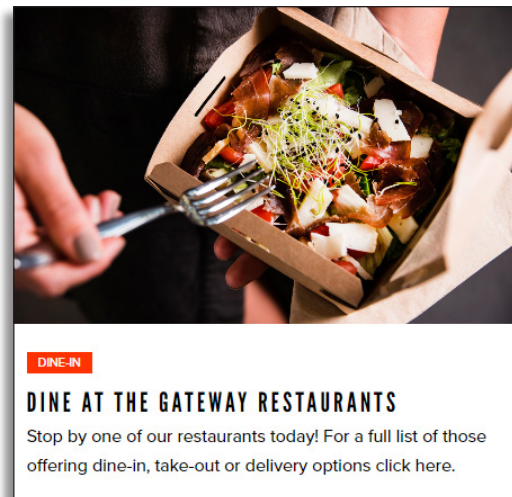 DINE-IN
DINE AT THE GATEWAY RESTAURANTS
Stop by one of our restaurants today! For a full list of those
offering dine-in, take-out or delivery options click here.